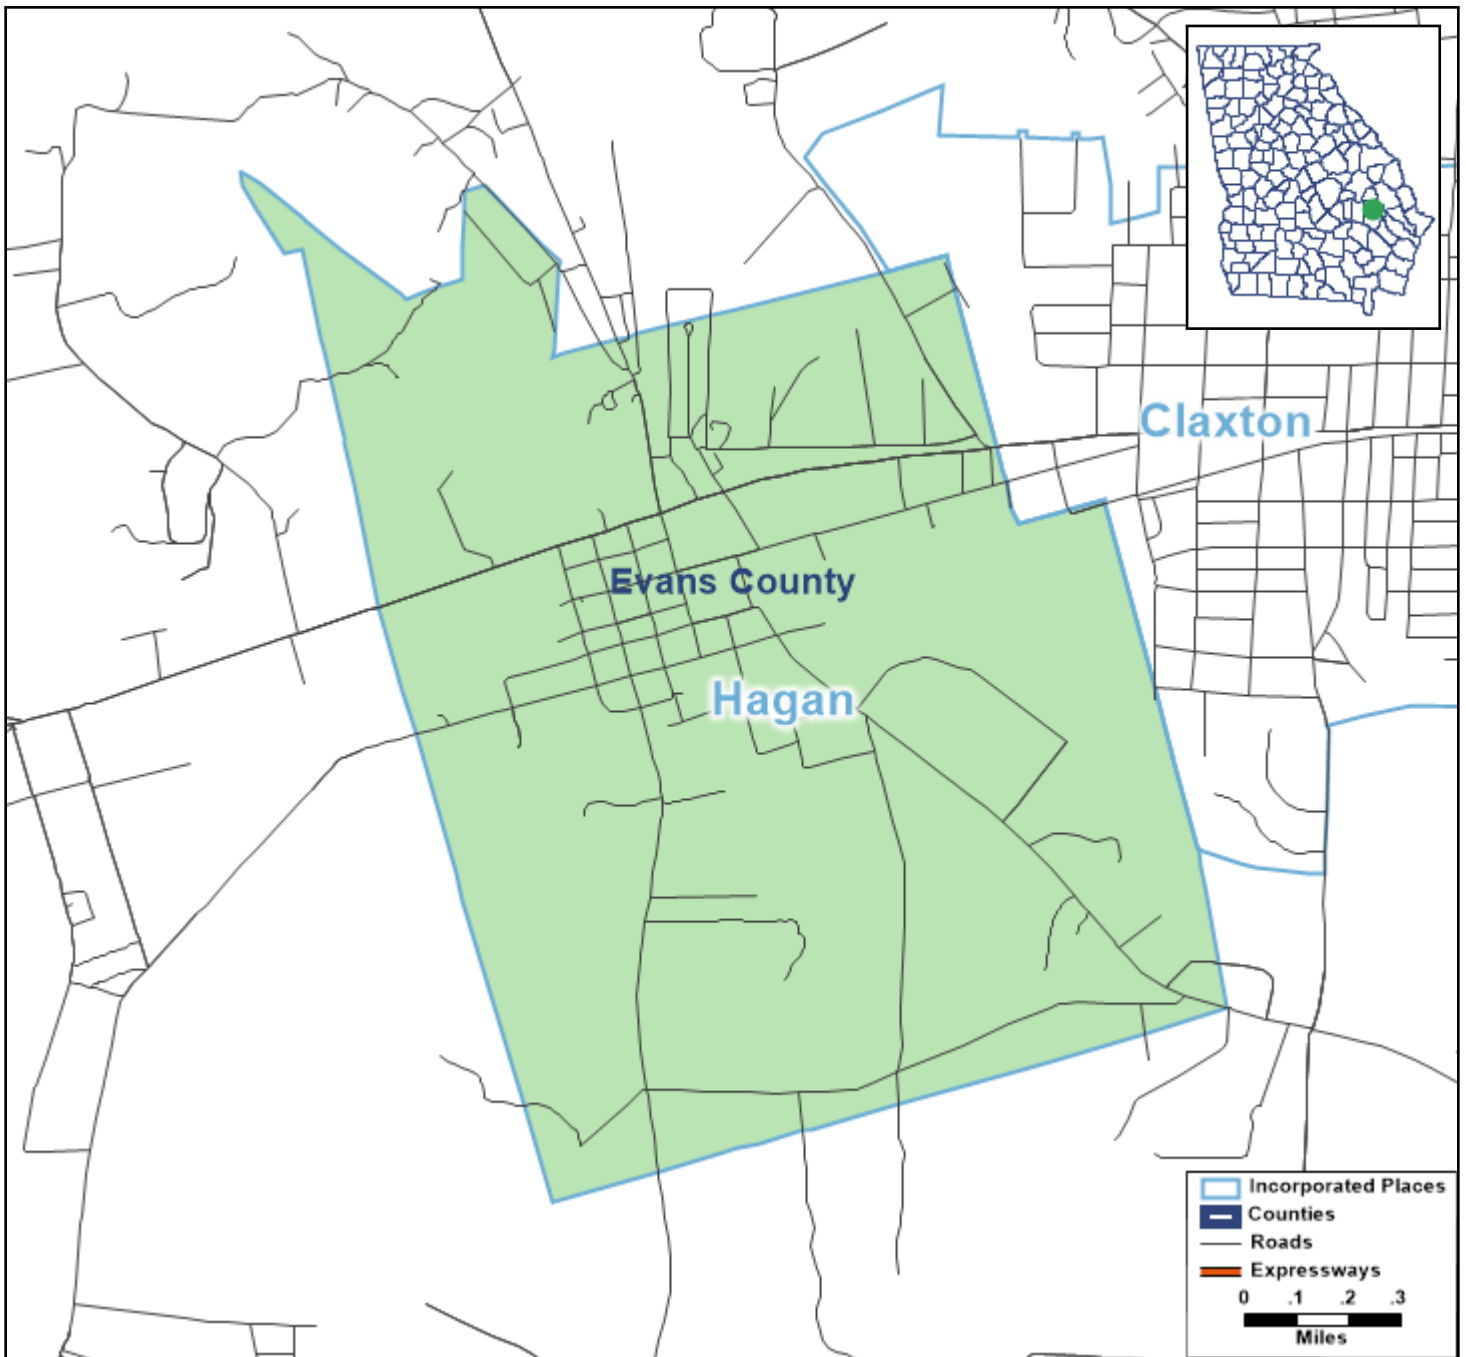 Claxton
Evans County
Hagan
Incorporated Places
Counties
Roads
Expressways
0 .1 .2 .3
Miles